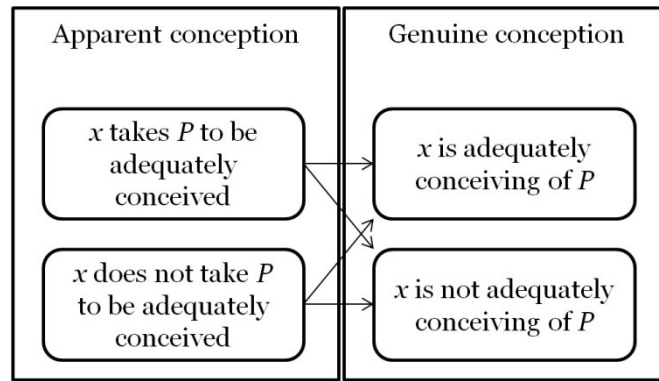 Apparent conception
x takes P to be
adequately
conceived
x does not take P
to be adequately
conceived
Genuine conception
x is adequately
conceiving of P
x is not adequately
conceiving of P